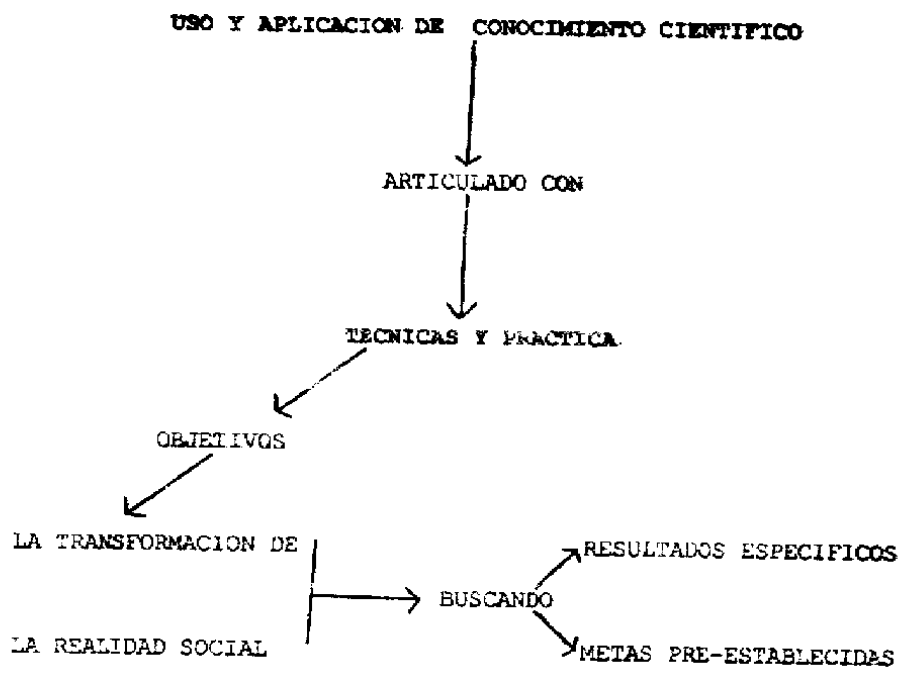 USO Y APLICACION DE CONOCIMIENTO CIENTIFICO
ARTICULADO CON
TECNICAS Y PRACTICA
OBJETIVOS
LA TRANSFORMACION DE
RESULTADOS ESPECIFICOS
BUSCANDO
LA REALIDAD SOCIAL
METAS PRE-ESTABLECIDAS